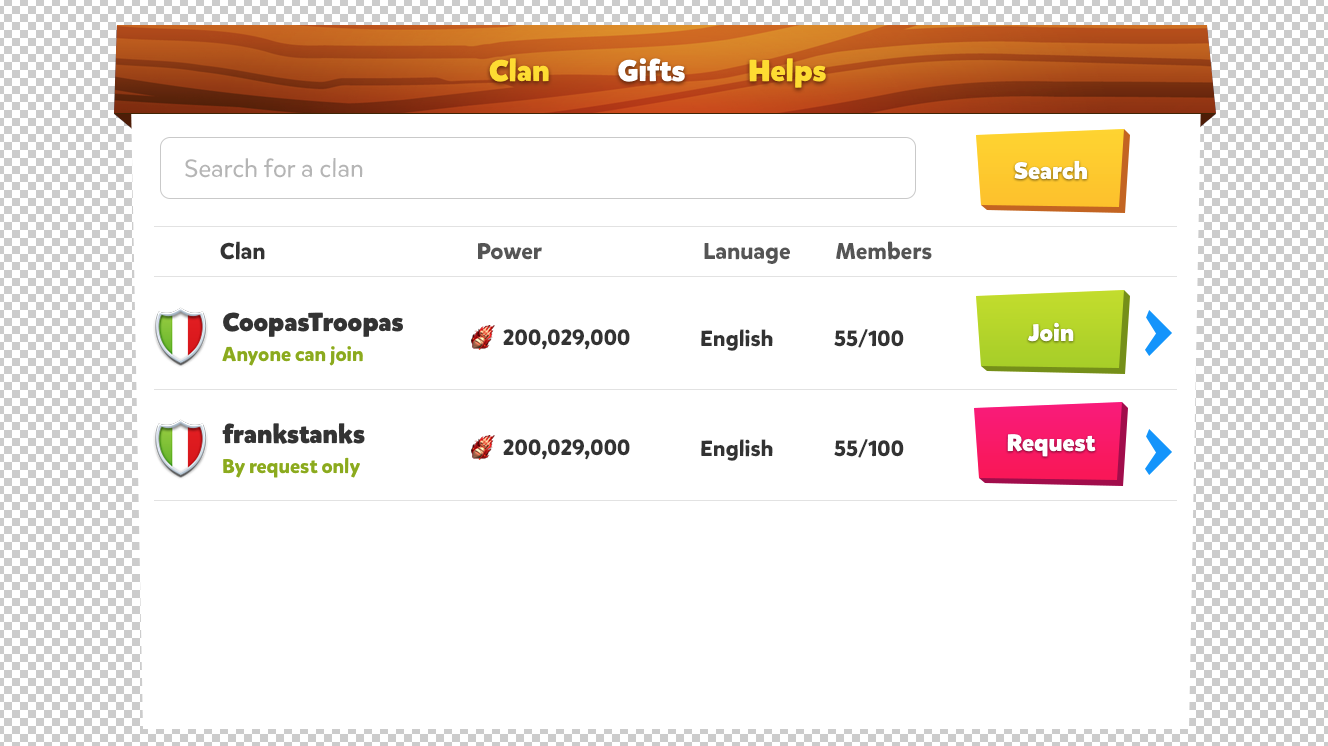 Clan Gifts Helps
Search for a clan Search
Clan Power Lanuage Members
CoopasTroopas
Anyone can join
200,029,000 English 55/100 Join
frankstanks
By request only
200,029,000 English 55/100 Request